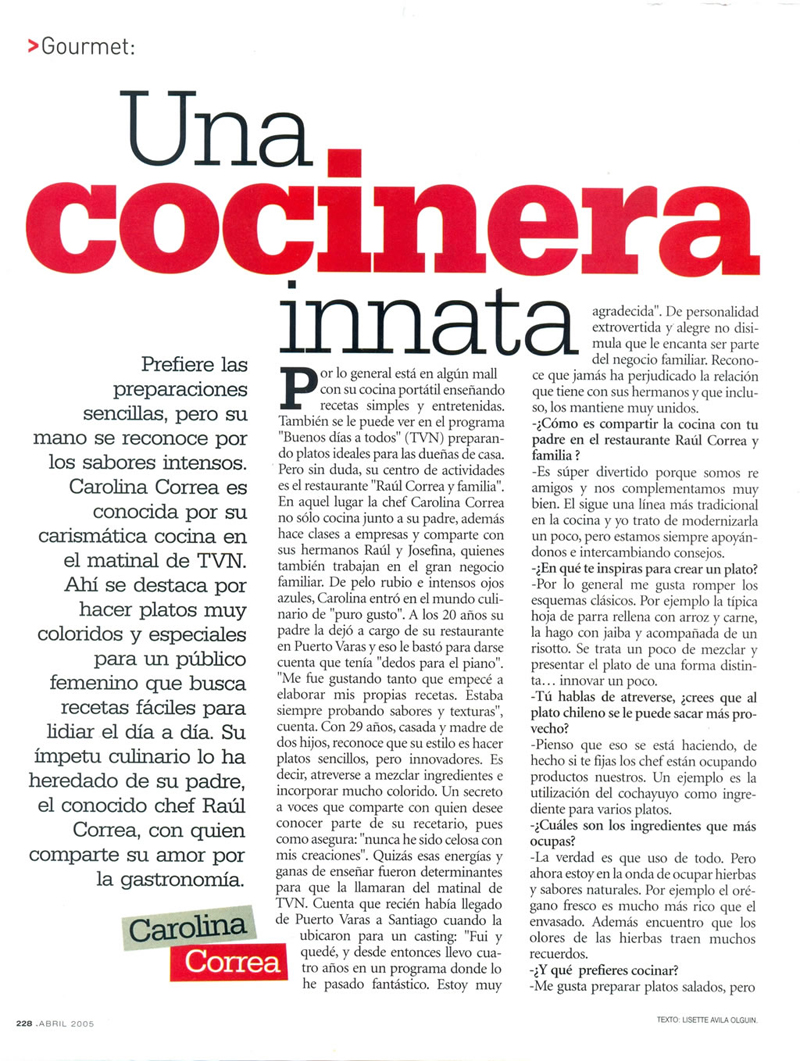 >Gourmet:
Una
cocinera
innata
Prefiere las
preparaciones
sencillas, pero su
mano se reconoce por
los sabores intensos.
Carolina Correa es
conocida por su
carismática cocina en
el matinal de TVN.
Ahí se destaca por
hacer platos muy
coloridos y especiales
para un público
femenino que busca
recetas fáciles para
lidiar el día a día. Su
ímpetu culinario lo ha
heredado de su padre,
el conocido chef Raúl
Correa, con quien
comparte su amor por
la gastronomía.
Carolina
Correa
Por lo general está en algún mall
con su cocina portátil enseñando
recetas simples y entretenidas.
También se le puede ver en el programa
"Buenos días a todos" (TVN) preparan-
do platos ideales para las dueñas de casa.
Pero sin duda, su centro de actividades
es el restaurante "Raúl Correa y familia".
En aquel lugar la chef Carolina Correa
no sólo cocina junto a su padre, además
hace clases a empresas y comparte con
sus hermanos Raúl y Josefina, quienes
también trabajan en el gran negocio
familiar. De pelo rubio e intensos ojos
azules, Carolina entró en el mundo culi-
nario de "puro gusto". A los 20 años su
padre la dejó a cargo de su restaurante
en Puerto Varas y eso le bastó para darse
cuenta que tenía "dedos para el piano".
"Me fue gustando tanto que empecé a
elaborar mis propias recetas. Estaba
siempre probando sabores y texturas",
cuenta. Con 29 años, casada y madre de
dos hijos, reconoce que su estilo es hacer
platos sencillos, pero innovadores. Es
decir, atreverse a mezclar ingredientes e
incorporar mucho colorido. Un secreto
a voces que comparte con quien desee
conocer parte de su recetario, pues
como asegura: "nunca he sido celosa con
mis creaciones". Quizás esas energías y
ganas de enseñar fueron determinantes
para que la llamaran del matinal de
TVN. Cuenta que recién había llegado
de Puerto Varas a Santiago cuando la
ubicaron para un casting: "Fui y
quedé, y desde entonces llevo cua-
tro años en un programa donde lo
he pasado fantástico. Estoy muy
agradecida". De personalidad
extrovertida y alegre no disi-
mula que le encanta ser parte
del negocio familiar. Recono-
ce que jamás ha perjudicado la relación
que tiene con sus hermanos y que inclu-
so, los mantiene muy unidos.
-¿Cómo es compartir la cocina con tu
padre en el restaurante Raúl Correa y
familia ?
-Es súper divertido porque somos re
amigos y nos complementamos muy
bien. El sigue una línea más tradicional
en la cocina y yo trato de modernizarla
un poco, pero estamos siempre apoyán-
donos e intercambiando consejos.
-¿En qué te inspiras para crear un plato?
-Por lo general me gusta romper los
esquemas clásicos. Por ejemplo la típica
hoja de parra rellena con arroz y carne,
la hago con jaiba y acompañada de un
risotto. Se trata un poco de mezclar y
presentar el plato de una forma distin-
ta… innovar un poco.
-Tú hablas de atreverse, ¿crees que al
plato chileno se le puede sacar más pro-
vecho?
-Pienso que eso se está haciendo, de
hecho si te fijas los chef están ocupando
productos nuestros. Un ejemplo es la
utilización del cochayuyo como ingre-
diente para varios platos.
-¿Cuáles son los ingredientes que más
ocupas?
-La verdad es que uso de todo. Pero
ahora estoy en la onda de ocupar hierbas
y sabores naturales. Por ejemplo el oré-
gano fresco es mucho más rico que el
envasado. Además encuentro que los
olores de las hierbas traen muchos
recuerdos.
-¿Y qué prefieres cocinar?
-Me gusta preparar platos salados, pero
228 .ABRIL 2005
TEXTO: LISETTE AVILA OLGUIN.